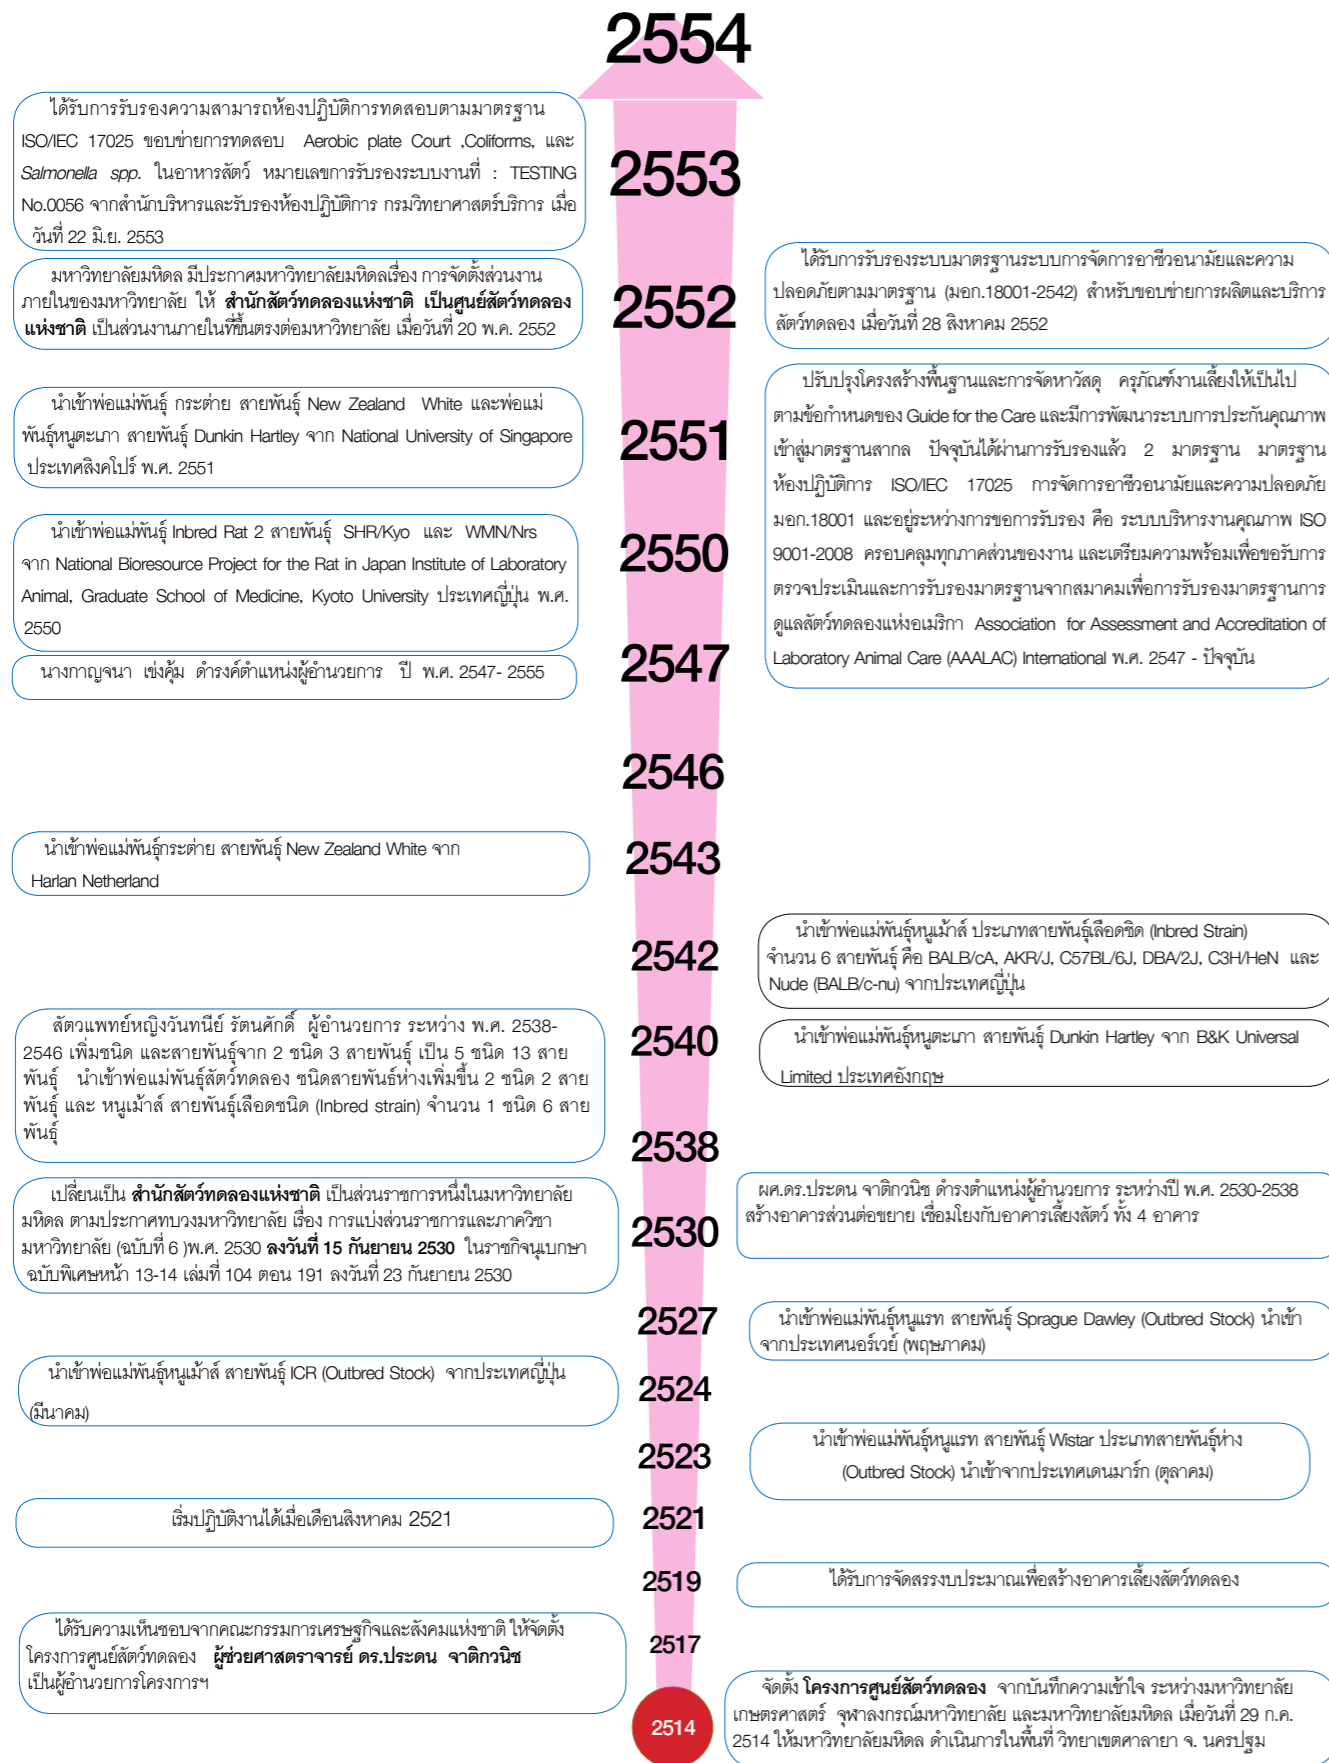 2554
ได้รับการรับรองความสามารถห้องปฏิบัติการทดสอบตามมาตรฐาน
ISO/IEC 17025 ขอบข่ายการทดสอบ Aerobic plate Court ,Coliforms, และ
Salmonella spp. ในอาหารสัตว์ หมายเลขการรับรองระบบงานที่ : TESTING
No.0056 จากสำนักบริหารและรับรองห้องปฏิบัติการ กรมวิทยาศาสตร์บริการ เมื่อ
วันที่ 22 มิ.ย. 2553
2553
มหาวิทยาลัยมหิดล มีประกาศมหาวิทยาลัยมหิดลเรื่อง การจัดตั้งส่วนงาน
ภายในของมหาวิทยาลัย ให้ สำนักสัตว์ทดลองแห่งชาติ เป็นศูนย์สัตว์ทดลอง
แห่งชาติ เป็นส่วนงานภายในที่ขึ้นตรงต่อมหาวิทยาลัย เมื่อวันที่ 20 พ.ค. 2552
2552
ได้รับการรับรองระบบมาตรฐานระบบการจัดการอาชีวอนามัยและความ
ปลอดภัยตามมาตรฐาน (มอก.18001-2542) สำหรับขอบข่ายการผลิตและบริการ
สัตว์ทดลอง เมื่อวันที่ 28 สิงหาคม 2552
นำเข้าพ่อแม่พันธุ์ กระต่าย สายพันธุ์ New Zealand White และพ่อแม่
พันธุ์หนูตะเภา สายพันธุ์ Dunkin Hartley จาก National University of Singapore
ประเทศสิงคโปร์ พ.ศ. 2551
2551
ปรับปรุงโครงสร้างพื้นฐานและการจัดหาวัสดุ ครุภัณฑ์งานเลี้ยงให้เป็นไป
ตามข้อกำหนดของ Guide for the Care และมีการพัฒนาระบบการประกันคุณภาพ
เข้าสู่มาตรฐานสากล ปัจจุบันได้ผ่านการรับรองแล้ว 2 มาตรฐาน มาตรฐาน
ห้องปฏิบัติการ ISO/IEC 17025 การจัดการอาชีวอนามัยและความปลอดภัย
มอก.18001 และอยู่ระหว่างการขอการรับรอง คือ ระบบบริหารงานคุณภาพ ISO
9001-2008 ครอบคลุมทุกภาคส่วนของงาน และเตรียมความพร้อมเพื่อขอรับการ
ตรวจประเมินและการรับรองมาตรฐานจากสมาคมเพื่อการรับรองมาตรฐานการ
ดูแลสัตว์ทดลองแห่งอเมริกา Association for Assessment and Accreditation of
Laboratory Animal Care (AAALAC) International พ.ศ. 2547 - ปัจจุบัน
นำเข้าพ่อแม่พันธุ์ Inbred Rat 2 สายพันธุ์ SHR/Kyo และ WMN/Nrs
จาก National Bioresource Project for the Rat in Japan Institute of Laboratory
Animal, Graduate School of Medicine, Kyoto University ประเทศญี่ปุ่น พ.ศ.
2550
2550
นางกาญจนา เข่งคุ้ม ดำรงค์ตำแหน่งผู้อำนวยการ ปี พ.ศ. 2547- 2555
2547
2546
นำเข้าพ่อแม่พันธุ์กระต่าย สายพันธุ์ New Zealand White จาก
Harlan Netherland
2543
2542
นำเข้าพ่อแม่พันธุ์หนูเม้าส์ ประเภทสายพันธุ์เลือดชิด (Inbred Strain)
จำนวน 6 สายพันธุ์ คือ BALB/cA, AKR/J, C57BL/6J, DBA/2J, C3H/HeN และ
Nude (BALB/c-nu) จากประเทศญี่ปุ่น
สัตวแพทย์หญิงวันทนีย์ รัตนศักดิ์ ผู้อำนวยการ ระหว่าง พ.ศ. 2538-
2546 เพิ่มชนิด และสายพันธุ์จาก 2 ชนิด 3 สายพันธุ์ เป็น 5 ชนิด 13 สาย
พันธุ์ นำเข้าพ่อแม่พันธุ์สัตว์ทดลอง ชนิดสายพันธ์ห่างเพิ่มขึ้น 2 ชนิด 2 สาย
พันธุ์ และ หนูเม้าส์ สายพันธุ์เลือดชนิด (Inbred strain) จำนวน 1 ชนิด 6 สาย
พันธุ์
2540
นำเข้าพ่อแม่พันธุ์หนูตะเภา สายพันธุ์ Dunkin Hartley จาก B&K Universal
Limited ประเทศอังกฤษ
2538
เปลี่ยนเป็น สำนักสัตว์ทดลองแห่งชาติ เป็นส่วนราชการหนึ่งในมหาวิทยาลัย
มหิดล ตามประกาศทบวงมหาวิทยาลัย เรื่อง การแบ่งส่วนราชการและภาควิชา
มหาวิทยาลัย (ฉบับที่ 6 )พ.ศ. 2530 ลงวันที่ 15 กันยายน 2530 ในราชกิจนุเบกษา
ฉบับพิเศษหน้า 13-14 เล่มที่ 104 ตอน 191 ลงวันที่ 23 กันยายน 2530
2530
ผศ.ดร.ประดน จาติกวนิช ดำรงตำแหน่งผู้อำนวยการ ระหว่างปี พ.ศ. 2530-2538
สร้างอาคารส่วนต่อขยาย เชื่อมโยงกับอาคารเลี้ยงสัตว์ ทั้ง 4 อาคาร
2527
นำเข้าพ่อแม่พันธุ์หนูแรท สายพันธุ์ Sprague Dawley (Outbred Stock) นำเข้า
จากประเทศนอร์เวย์ (พฤษภาคม)
นำเข้าพ่อแม่พันธุ์หนูเม้าส์ สายพันธุ์ ICR (Outbred Stock) จากประเทศญี่ปุ่น
(มีนาคม)
2524
2523
นำเข้าพ่อแม่พันธุ์หนูแรท สายพันธุ์ Wistar ประเภทสายพันธุ์ห่าง
(Outbred Stock) นำเข้าจากประเทศเดนมาร์ก (ตุลาคม)
เริ่มปฏิบัติงานได้เมื่อเดือนสิงหาคม 2521
2521
2519
ได้รับการจัดสรรงบประมาณเพื่อสร้างอาคารเลี้ยงสัตว์ทดลอง
ได้รับความเห็นชอบจากคณะกรรมการเศรษฐกิจและสังคมแห่งชาติ ให้จัดตั้ง
โครงการศูนย์สัตว์ทดลอง ผู้ช่วยศาสตราจารย์ ดร.ประดน จาติกวนิช
เป็นผู้อำนวยการโครงการฯ
2517
2514
จัดตั้ง โครงการศูนย์สัตว์ทดลอง จากบันทึกความเข้าใจ ระหว่างมหาวิทยาลัย
เกษตรศาสตร์ จุฬาลงกรณ์มหาวิทยาลัย และมหาวิทยาลัยมหิดล เมื่อวันที่ 29 ก.ค.
2514 ให้มหาวิทยาลัยมหิดล ดำเนินการในพื้นที่ วิทยาเขตศาลายา จ. นครปฐม